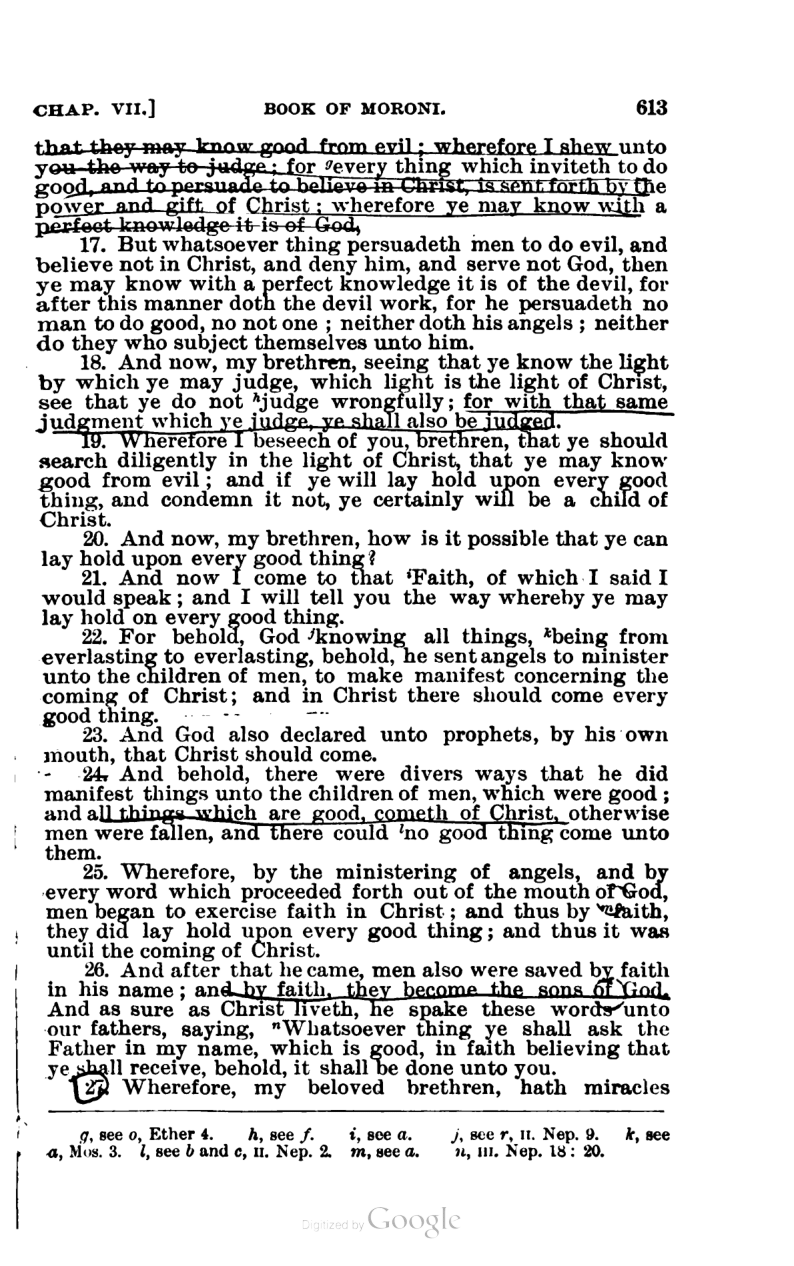 CHAP. VII.] BOOK OF MORONI. 613
that they may know good from evil; wherefore I shew unto
you the way to judge; for ᵍevery thing which inviteth to do
good, and to persuade to believe in Christ, is sent forth by the
power and gift of Christ; wherefore ye may know with a
perfect knowledge it is of God,
17. But whatsoever thing persuadeth men to do evil, and
believe not in Christ, and deny him, and serve not God, then
ye may know with a perfect knowledge it is of the devil, for
after this manner doth the devil work, for he persuadeth no
man to do good, no not one; neither doth his angels; neither
do they who subject themselves unto him.
18. And now, my brethren, seeing that ye know the light
by which ye may judge, which light is the light of Christ,
see that ye do not ʰjudge wrongfully; for with that same
judgment which ye judge, ye shall also be judged.
19. Wherefore I beseech of you, brethren, that ye should
search diligently in the light of Christ, that ye may know
good from evil; and if ye will lay hold upon every good
thing, and condemn it not, ye certainly will be a child of
Christ.
20. And now, my brethren, how is it possible that ye can
lay hold upon every good thing?
21. And now I come to that ⁱFaith, of which I said I
would speak; and I will tell you the way whereby ye may
lay hold on every good thing.
22. For behold, God ʲknowing all things, ᵏbeing from
everlasting to everlasting, behold, he sent angels to minister
unto the children of men, to make manifest concerning the
coming of Christ; and in Christ there should come every
good thing.
23. And God also declared unto prophets, by his own
mouth, that Christ should come.
24. And behold, there were divers ways that he did
manifest things unto the children of men, which were good;
and all things which are good, cometh of Christ, otherwise
men were fallen, and there could ˡno good thing come unto
them.
25. Wherefore, by the ministering of angels, and by
every word which proceeded forth out of the mouth of God,
men began to exercise faith in Christ; and thus by ᵐfaith,
they did lay hold upon every good thing; and thus it was
until the coming of Christ.
26. And after that he came, men also were saved by faith
in his name; and by faith, they become the sons of God.
And as sure as Christ liveth, he spake these words unto
our fathers, saying, ⁿWhatsoever thing ye shall ask the
Father in my name, which is good, in faith believing that
ye shall receive, behold, it shall be done unto you.
27. Wherefore, my beloved brethren, hath miracles
g, see o, Ether 4. h, see f. i, see a. j, see r, II. Nep. 9. k, see
a, Mos. 3. l, see b and c, II. Nep. 2. m, see a. n, III. Nep. 18: 20.
Digitized by Google